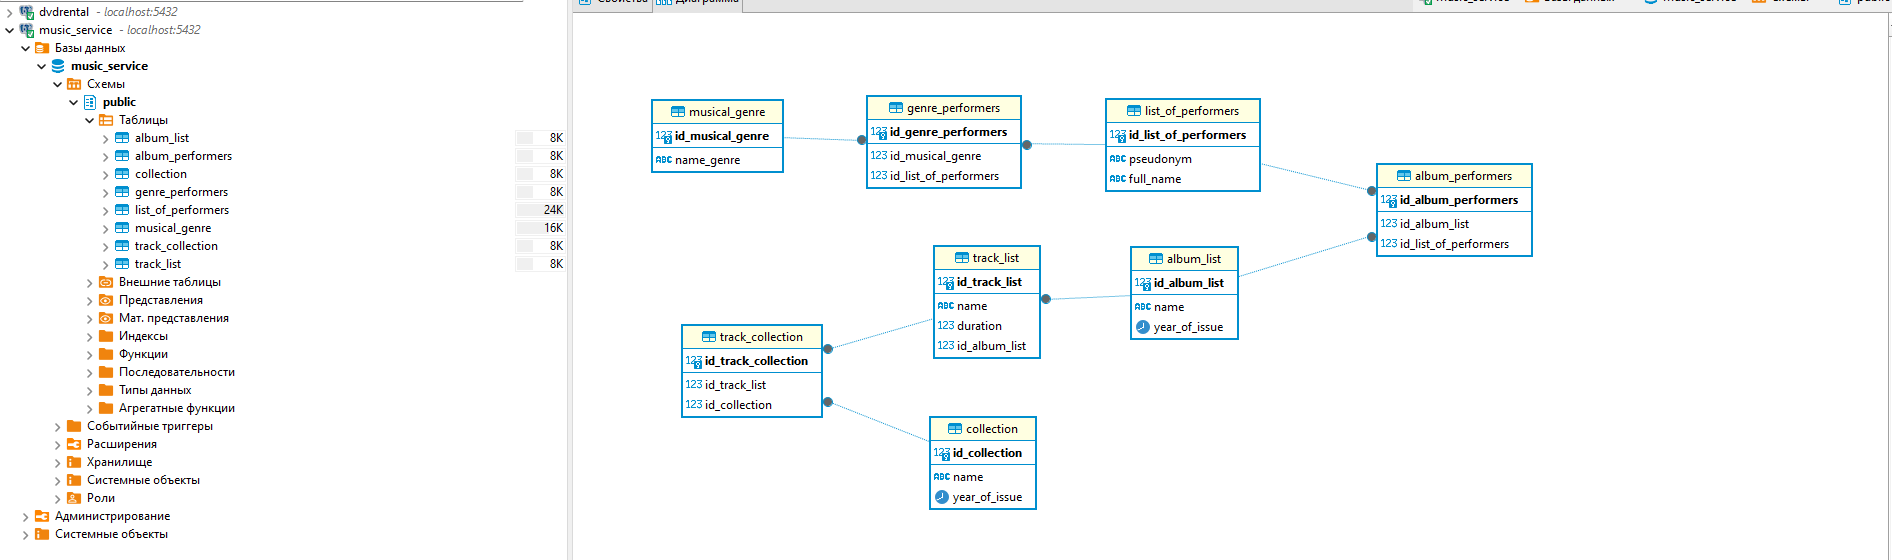 dvdrental - localhost:5432
music_service - localhost:5432
Базы данных
music_service
Схемы
public
Таблицы
album_list 8K
album_performers 8K
collection 8K
genre_performers 8K
list_of_performers 24K
musical_genre 16K
track_collection 8K
track_list 8K
Внешние таблицы
Представления
Мат. представления
Индексы
Функции
Последовательности
Типы данных
Агрегатные функции
Событийные триггеры
Расширения
Хранилище
Системные объекты
Роли
Администрирование
Системные объекты
musical_genre
123 id_musical_genre
ABC name_genre
genre_performers
123 id_genre_performers
123 id_musical_genre
123 id_list_of_performers
list_of_performers
123 id_list_of_performers
ABC pseudonym
ABC full_name
album_performers
123 id_album_performers
123 id_album_list
123 id_list_of_performers
track_list
123 id_track_list
ABC name
123 duration
123 id_album_list
album_list
123 id_album_list
ABC name
year_of_issue
track_collection
123 id_track_collection
123 id_track_list
123 id_collection
collection
123 id_collection
ABC name
year_of_issue